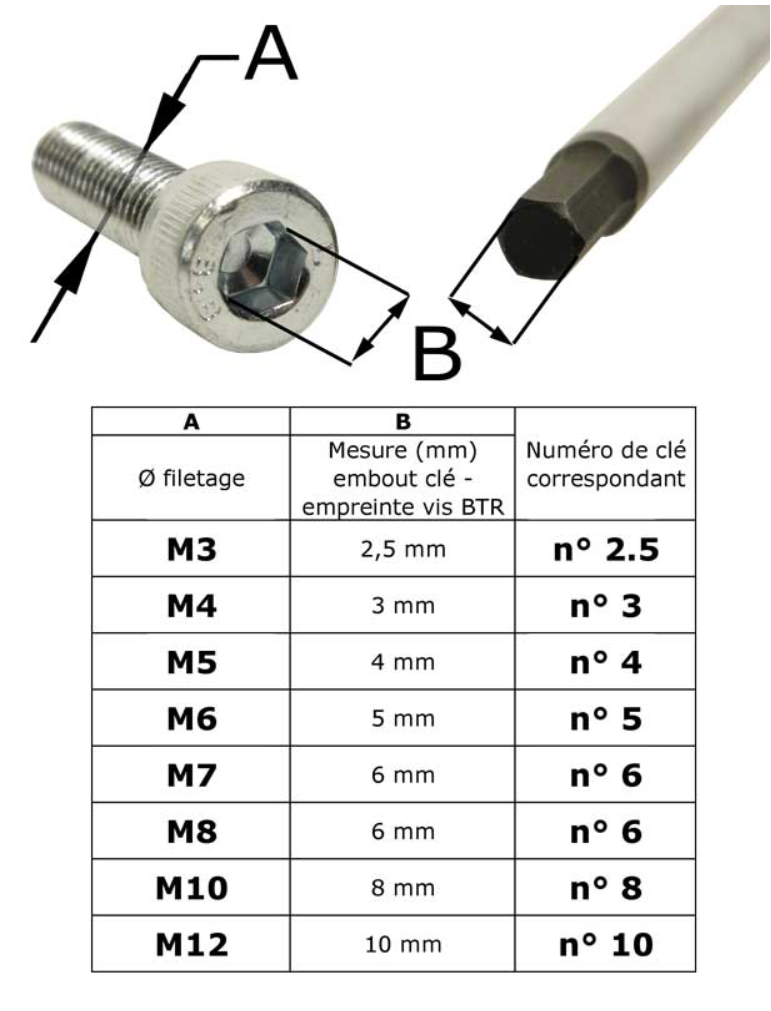 A
8.8
B
A
B
Numéro de clé
correspondant
Ø filetage
Mesure (mm)
embout clé -
empreinte vis BTR
M3
2,5 mm
n° 2.5
M4
3 mm
n° 3
M5
4 mm
n° 4
M6
5 mm
n° 5
M7
6 mm
n° 6
M8
6 mm
n° 6
M10
8 mm
n° 8
M12
10 mm
n° 10